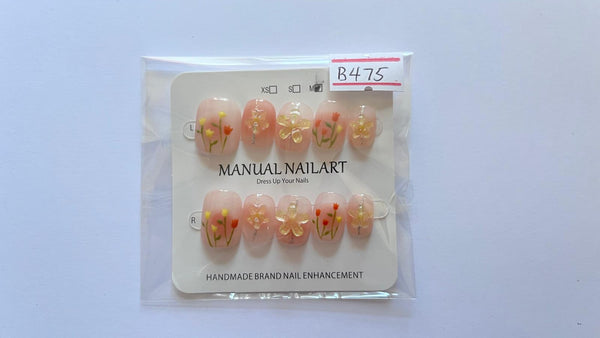 B475
XS S M
L
MANUAL NAILART
Dress Up Your Nails
R
HANDMADE BRAND NAIL ENHANCEMENT